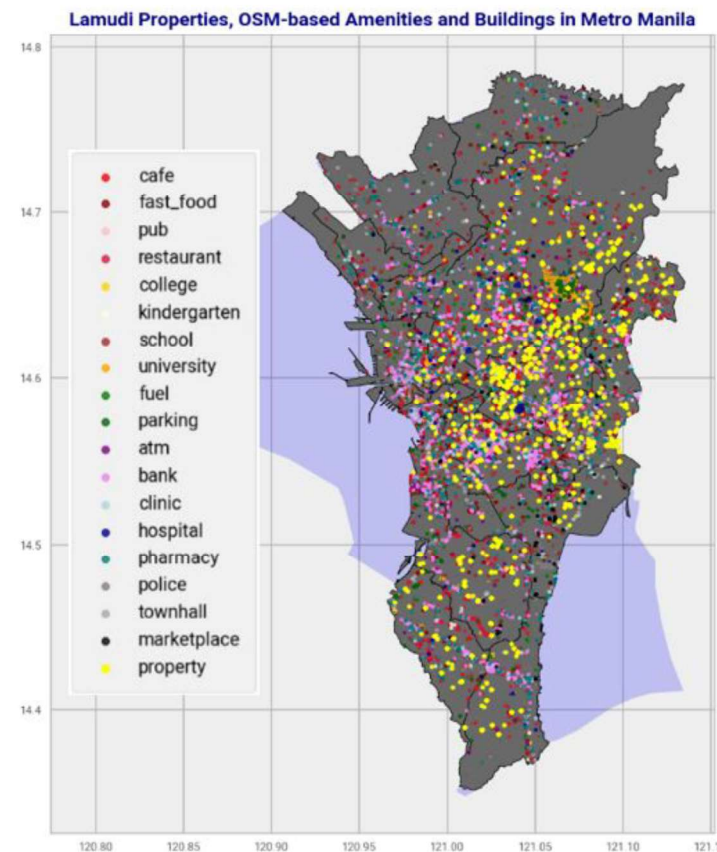 Lamudi Properties, OSM-based Amenities and Buildings in Metro Manila
14.8
14.7
14.6
14.5
14.4
cafe
fast_food
pub
restaurant
college
kindergarten
school
university
fuel
parking
atm
bank
clinic
hospital
pharmacy
police
townhall
marketplace
property
120.80 120.85 120.90 120.95 121.00 121.05 121.10